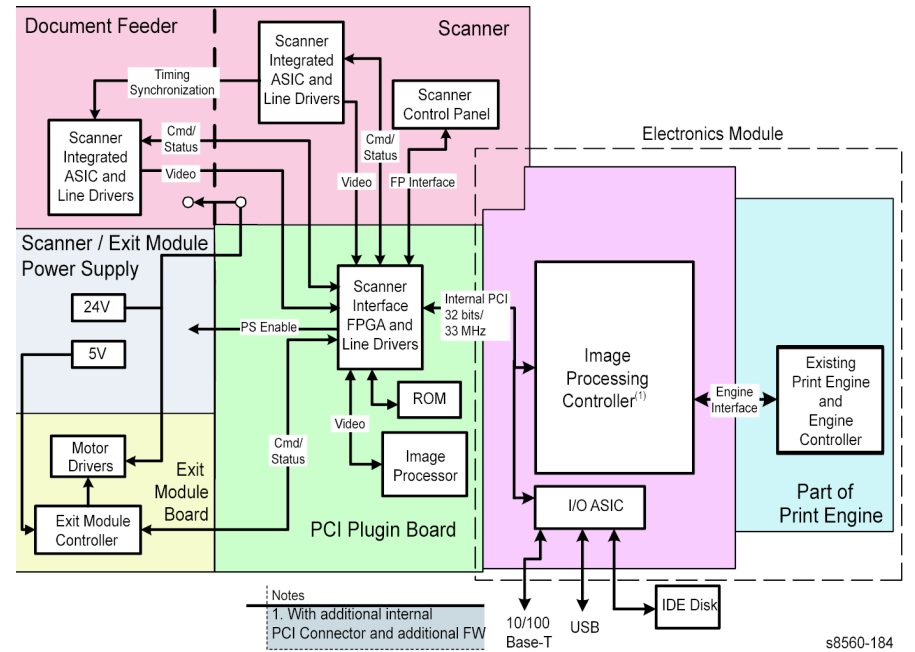 Document Feeder
Scanner
Scanner
Integrated
ASIC and
Line Drivers
Timing
Synchronization
Scanner
Control Panel
Scanner
Integrated
ASIC and
Line Drivers
Cmd/
Status
Video
Cmd/
Status
Video
FP Interface
Electronics Module
Scanner / Exit Module
Power Supply
24V
5V
PS Enable
Scanner
Interface
FPGA and
Line Drivers
Internal PCI
32 bits/
33 MHz
Image
Processing
Controller(1)
Engine
Interface
Existing
Print Engine
and
Engine
Controller
ROM
Video
Image
Processor
Cmd/
Status
Motor
Drivers
Exit
Module
Board
Exit Module
Controller
PCI Plugin Board
I/O ASIC
Part of
Print Engine
10/100
Base-T
USB
IDE Disk
Notes
1. With additional internal
PCI Connector and additional FW
s8560-184